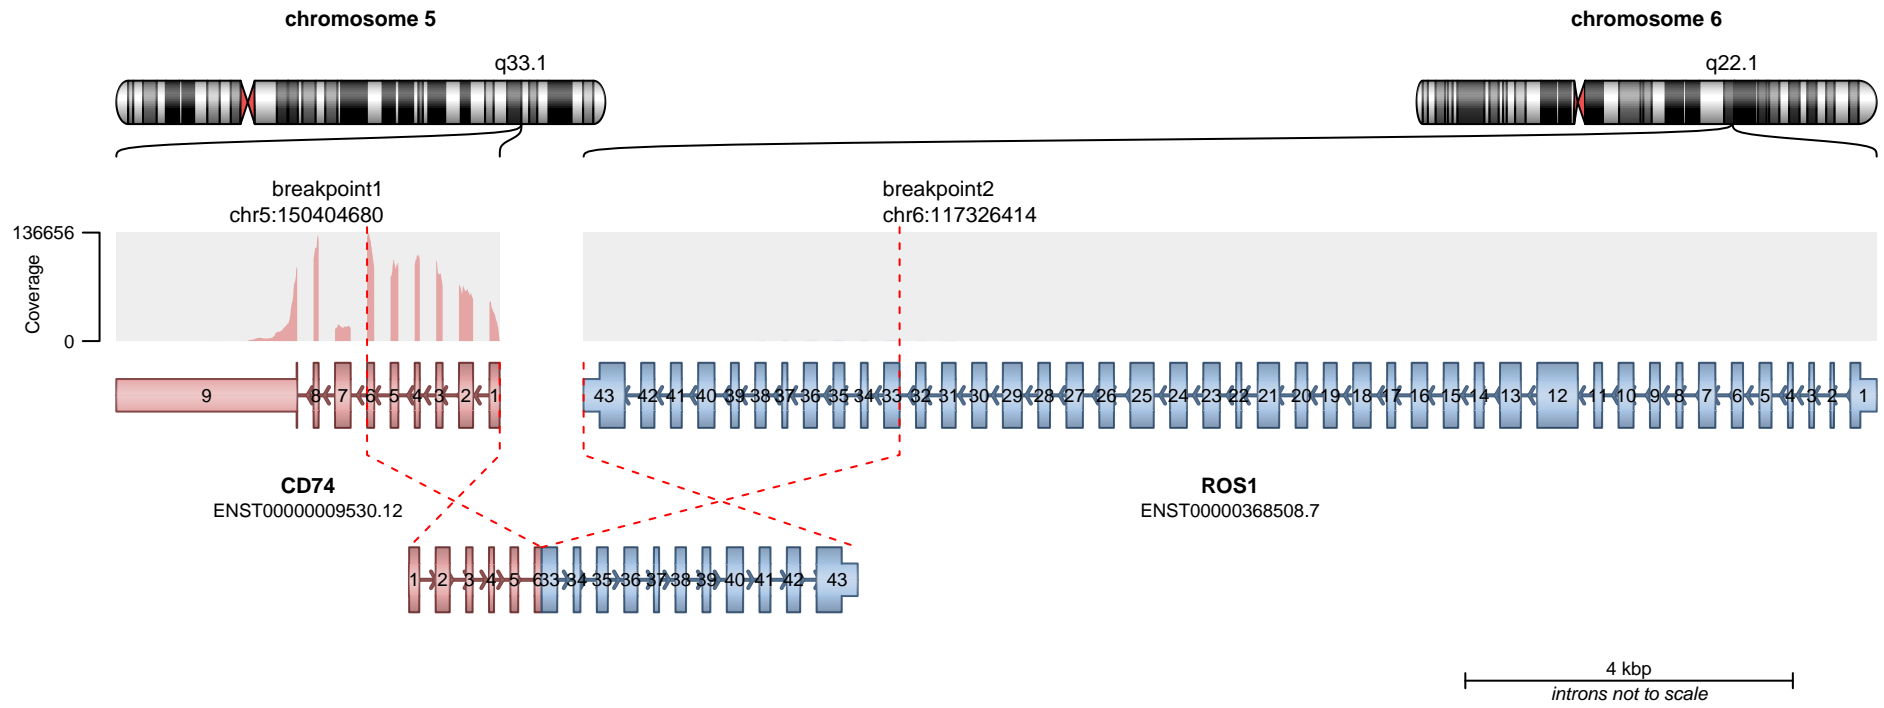 chromosome 5
chromosome 6
q33.1
q22.1
breakpoint1
chr5:150404680
breakpoint2
chr6:117326414
136656
Coverage
0
9 8 7 6 5 4 3 2 1
43 42 41 40 39 38 37 36 35 34 33 32 31 30 29 28 27 26 25 24 23 22 21 20 19 18 17 16 15 14 13 12 11 10 9 8 7 6 5 4 3 2 1
CD74
ENST00000009530.12
ROS1
ENST00000368508.7
1 2 3 4 5 6 33 34 35 36 37 38 39 40 41 42 43
4 kbp
introns not to scale